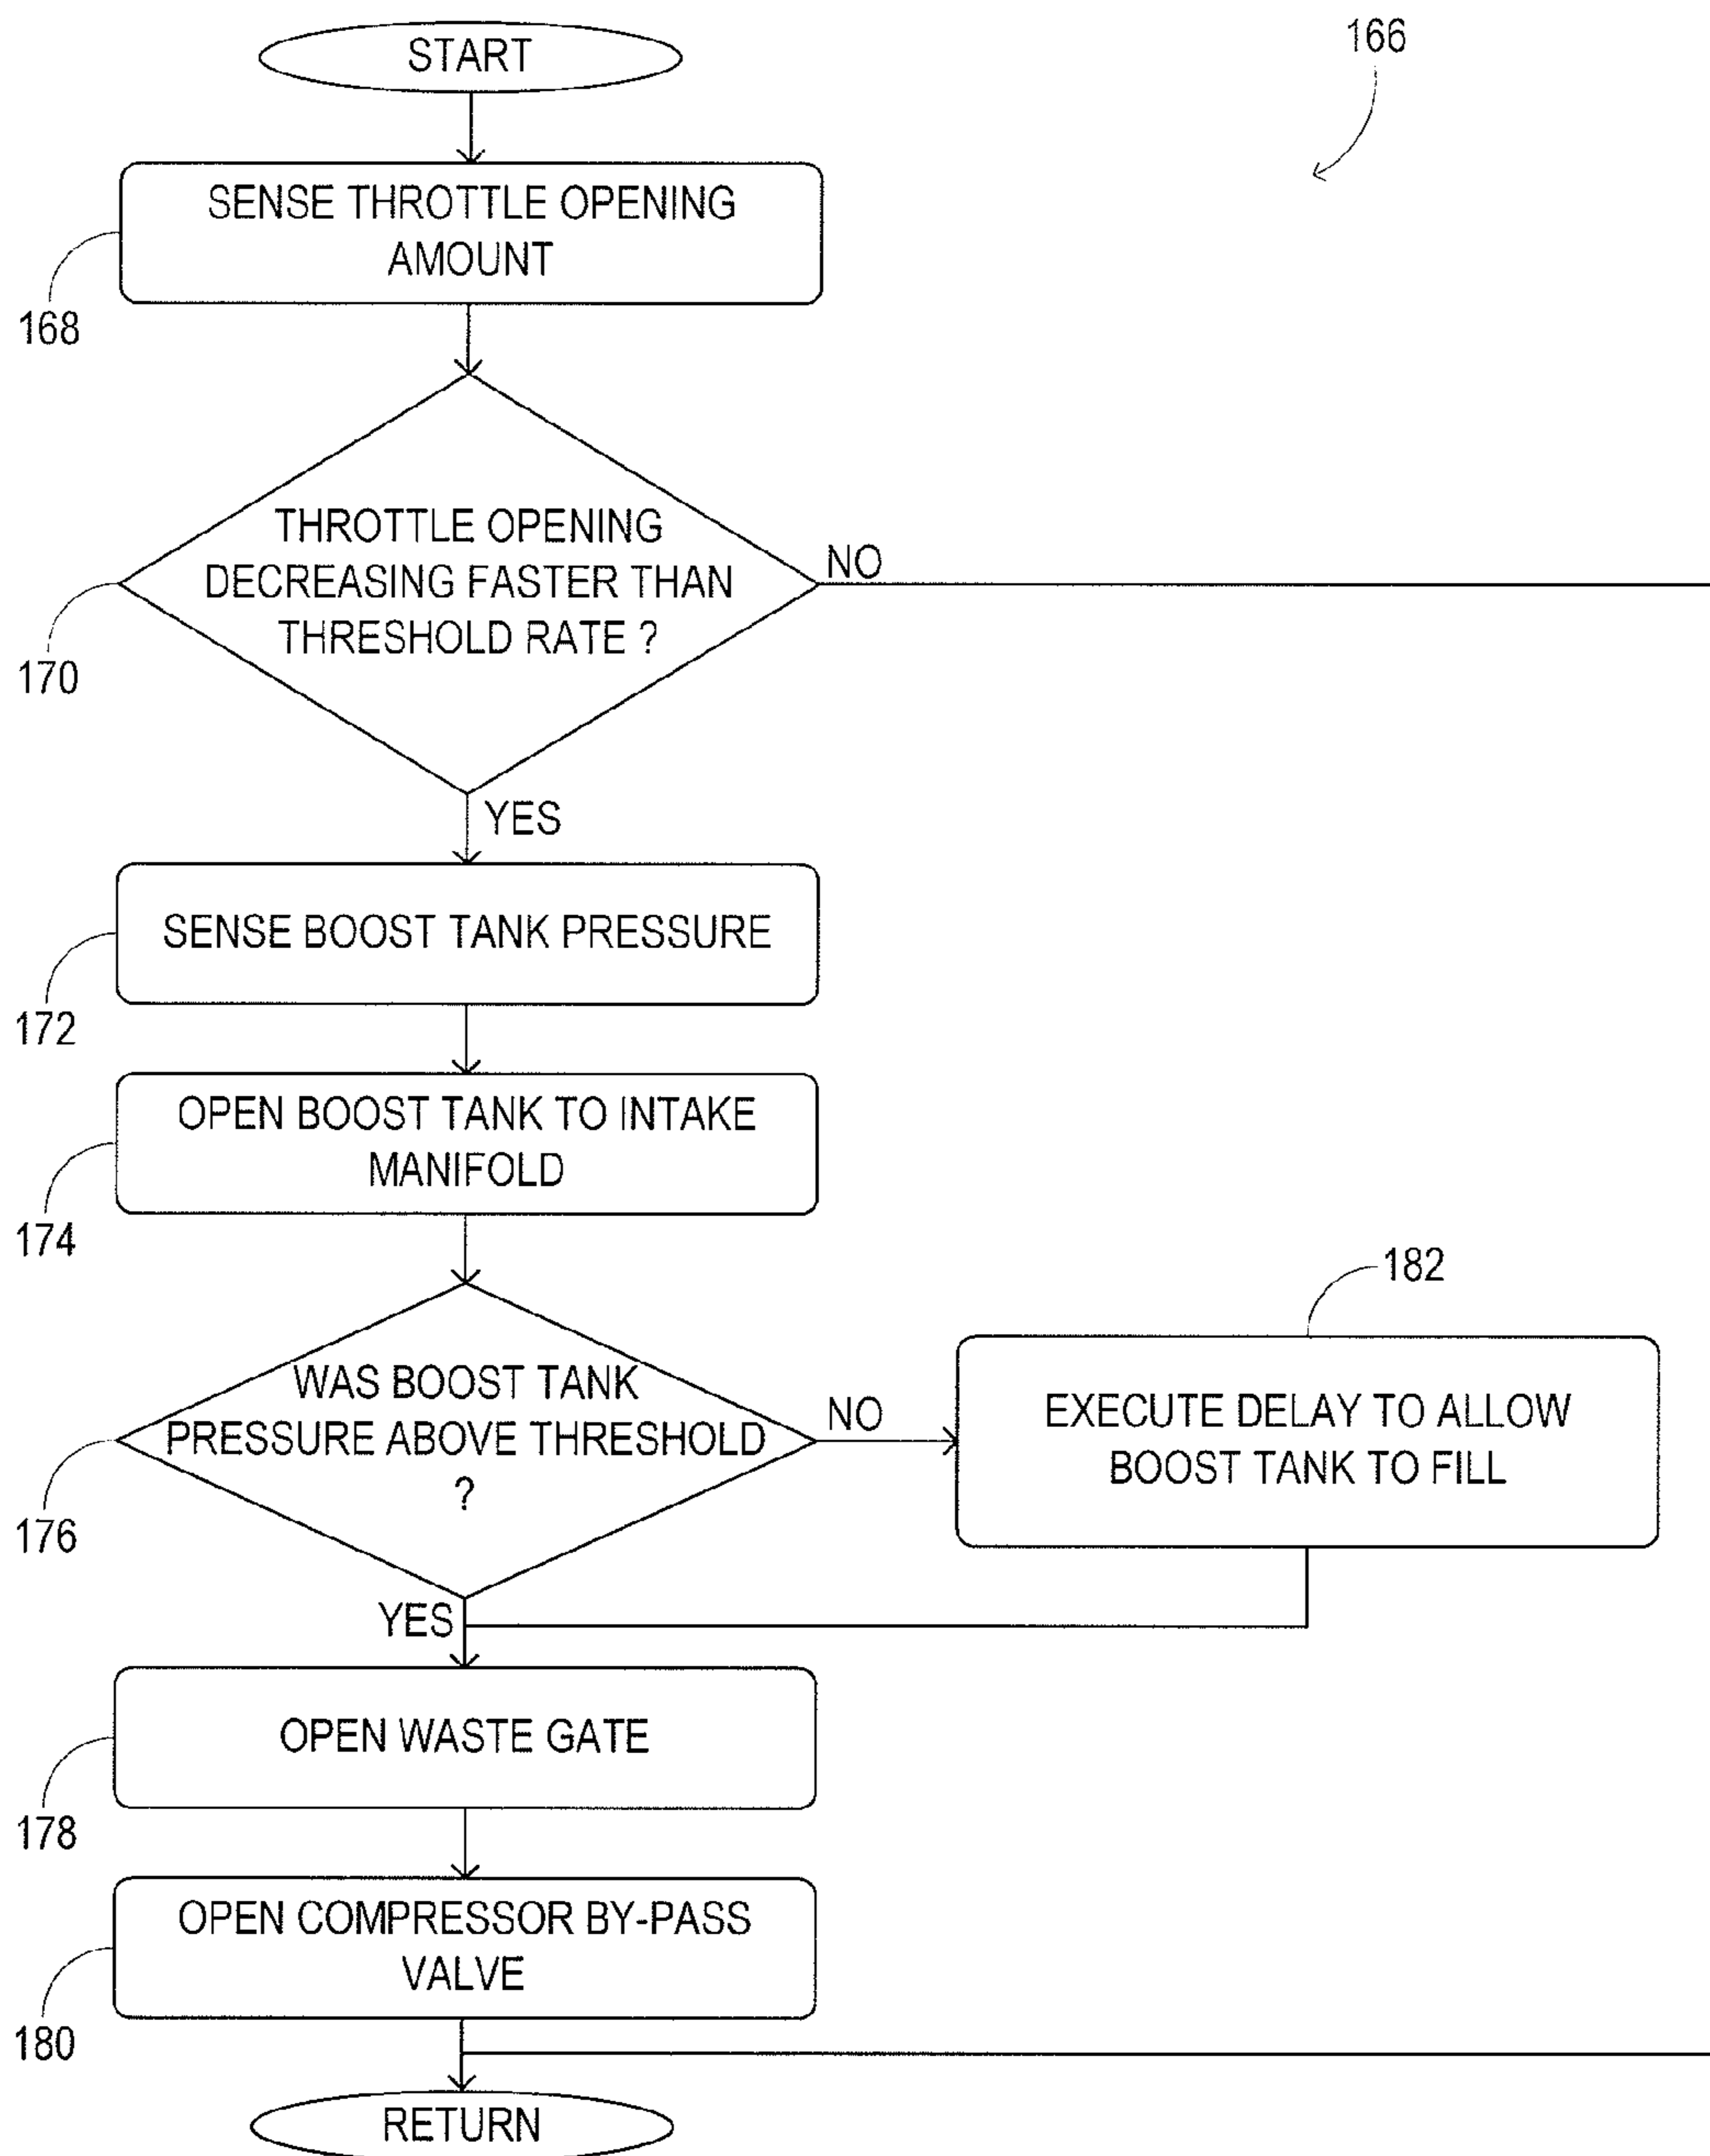 START
166
SENSE THROTTLE OPENING
AMOUNT
168
THROTTLE OPENING
DECREASING FASTER THAN
THRESHOLD RATE ?
NO
170
YES
SENSE BOOST TANK PRESSURE
172
OPEN BOOST TANK TO INTAKE
MANIFOLD
174
182
WAS BOOST TANK
PRESSURE ABOVE THRESHOLD
?
NO
EXECUTE DELAY TO ALLOW
BOOST TANK TO FILL
176
YES
OPEN WASTE GATE
178
OPEN COMPRESSOR BY-PASS
VALVE
180
RETURN